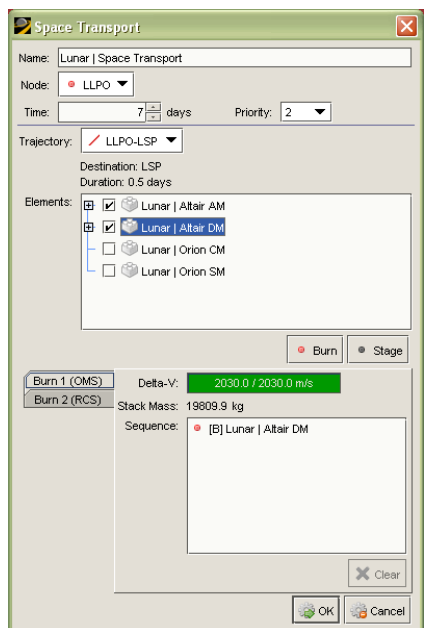 Space Transport
Name: Lunar | Space Transport
Node: LLPO
Time: 7 days Priority: 2
Trajectory: LLPO-LSP
Destination: LSP
Duration: 0.5 days
Elements: Lunar | Altair AM
Lunar | Altair DM
Lunar | Orion CM
Lunar | Orion SM
Burn Stage
Burn 1 (OMS) Delta-V: 2030.0 / 2030.0 m/s
Burn 2 (RCS) Stack Mass: 19809.9 kg
Sequence: [B] Lunar | Altair DM
Clear
OK Cancel